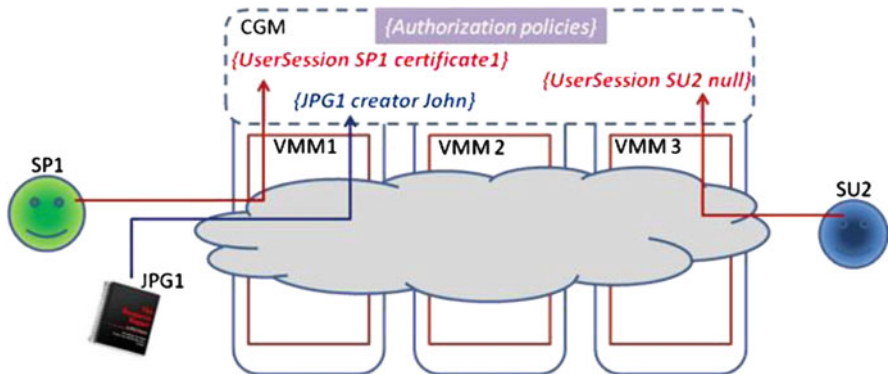 CGM
{Authorization policies}
{UserSession SP1 certificate1}
{UserSession SU2 null}
{JPG1 creator John}
VMM1
VMM 2
VMM 3
SP1
SU2
JPG1